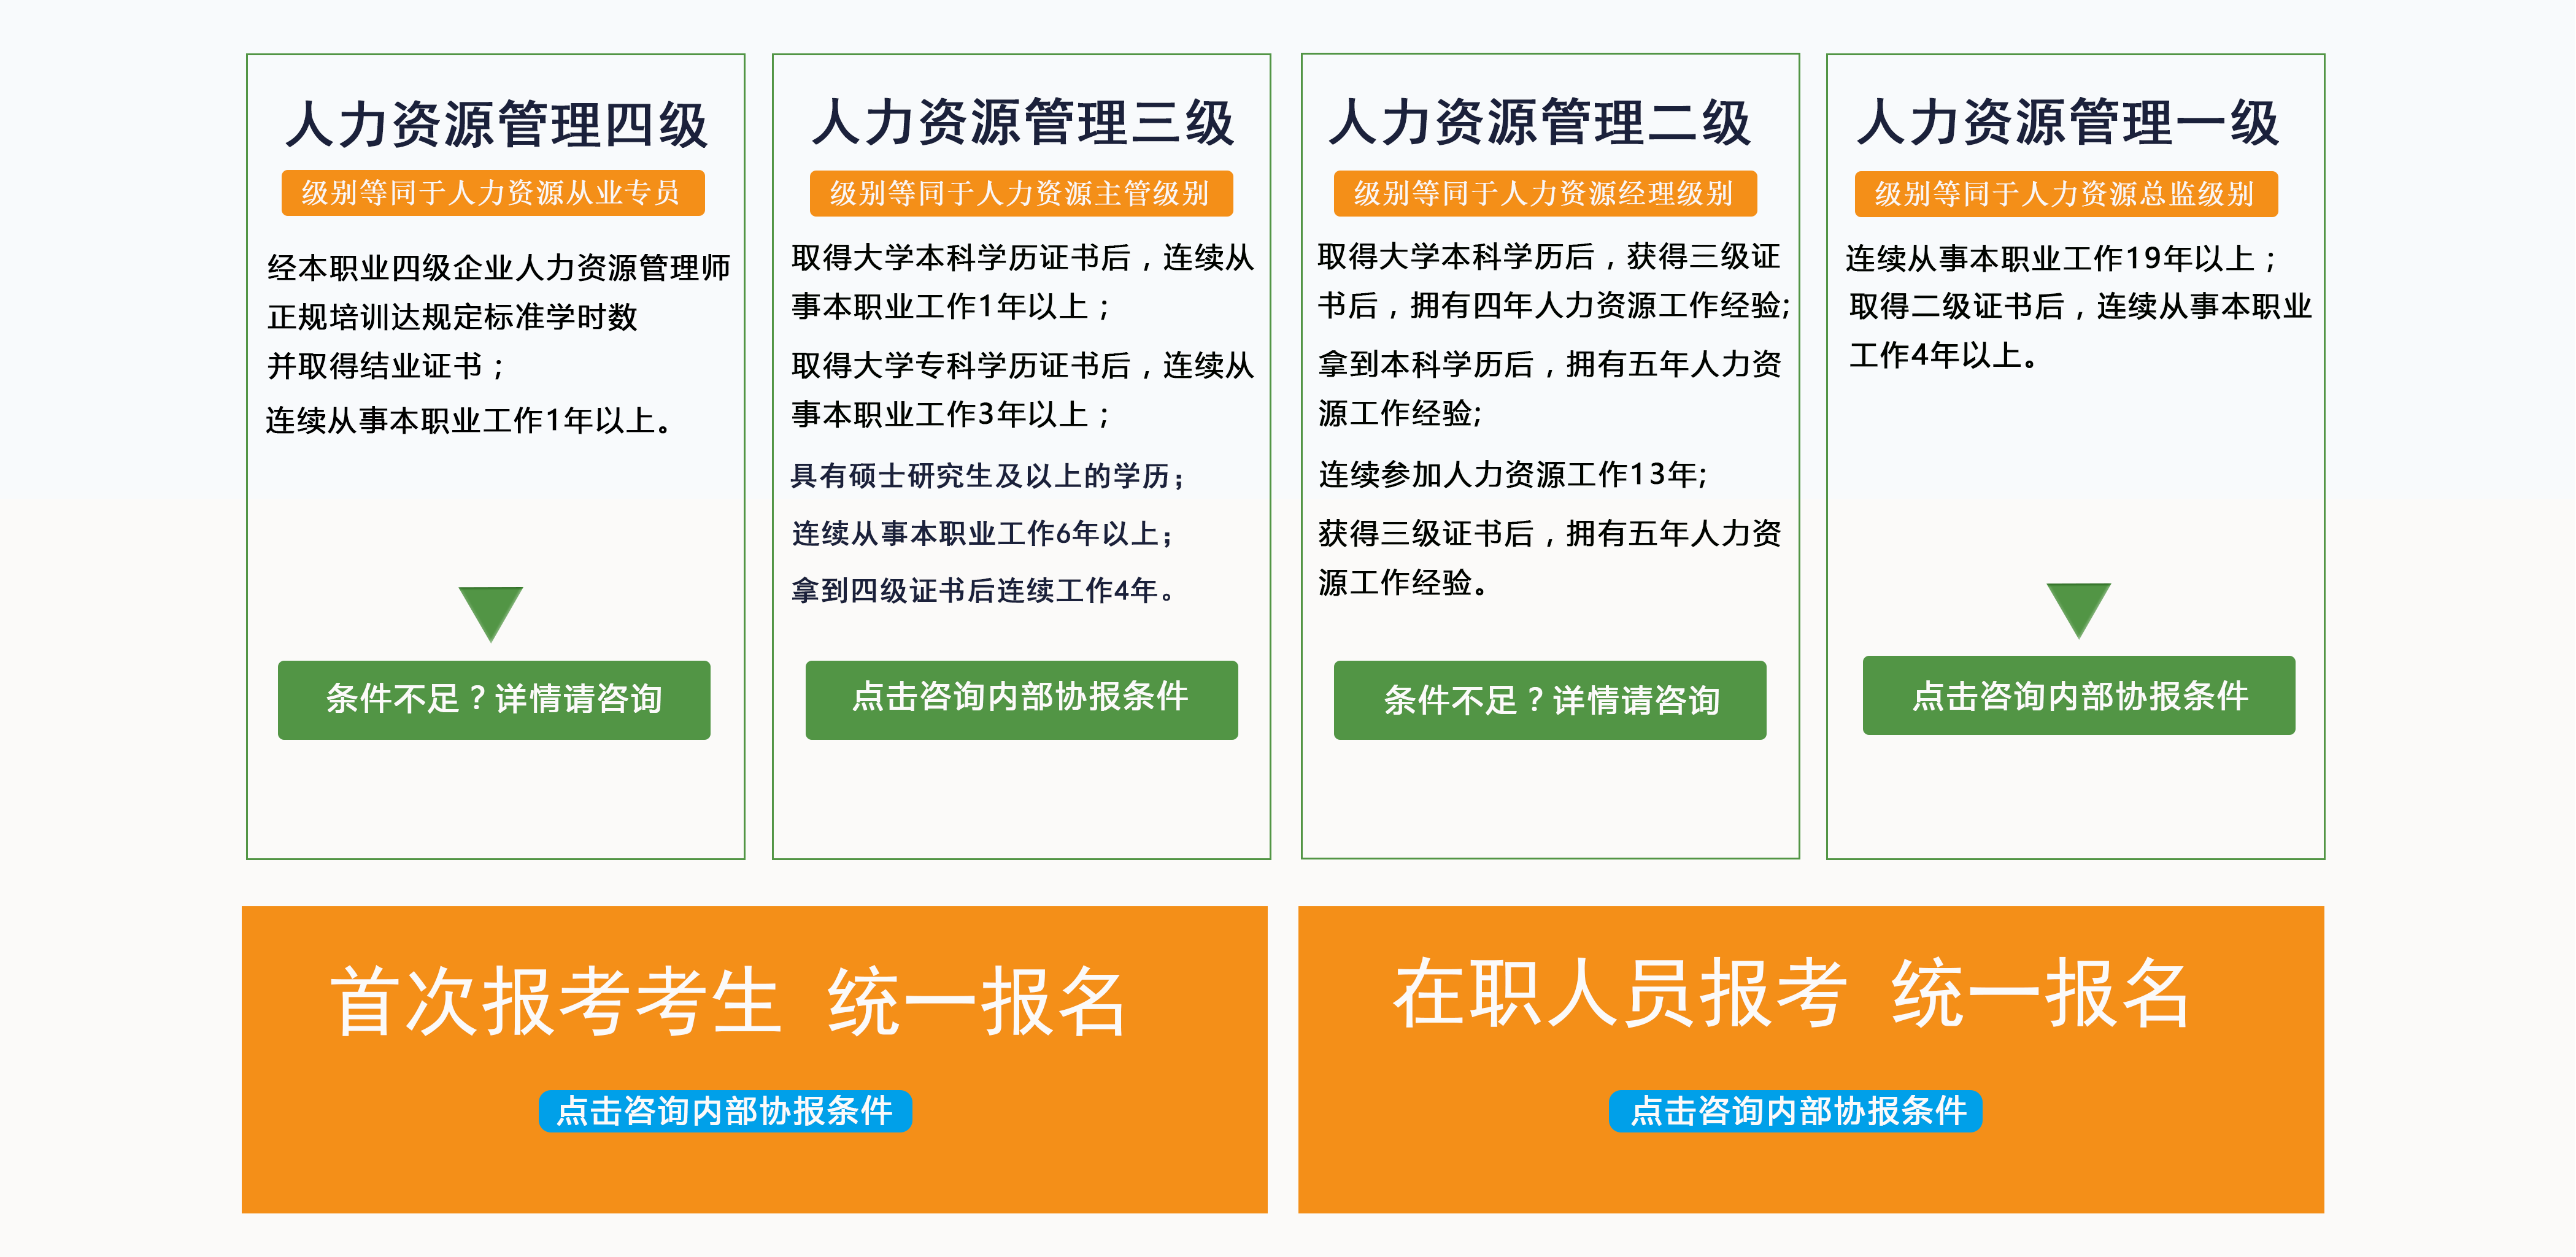 人力资源管理四级
级别等同于人力资源从业专员
经本职业四级企业人力资源管理师
正规培训达规定标准学时数
并取得结业证书；
连续从事本职业工作1年以上。
条件不足？详情请咨询
人力资源管理三级
级别等同于人力资源主管级别
取得大学本科学历证书后，连续从
事本职业工作1年以上；
取得大学专科学历证书后，连续从
事本职业工作3年以上；
具有硕士研究生及以上的学历；
连续从事本职业工作6年以上；
拿到四级证书后连续工作4年。
点击咨询内部协报条件
人力资源管理二级
级别等同于人力资源经理级别
取得大学本科学历后，获得三级证
书后，拥有四年人力资源工作经验;
拿到本科学历后，拥有五年人力资
源工作经验;
连续参加人力资源工作13年;
获得三级证书后，拥有五年人力资
源工作经验。
条件不足？详情请咨询
人力资源管理一级
级别等同于人力资源总监级别
连续从事本职业工作19年以上；
取得二级证书后，连续从事本职业
工作4年以上。
点击咨询内部协报条件
首次报考考生 统一报名
点击咨询内部协报条件
在职人员报考 统一报名
点击咨询内部协报条件